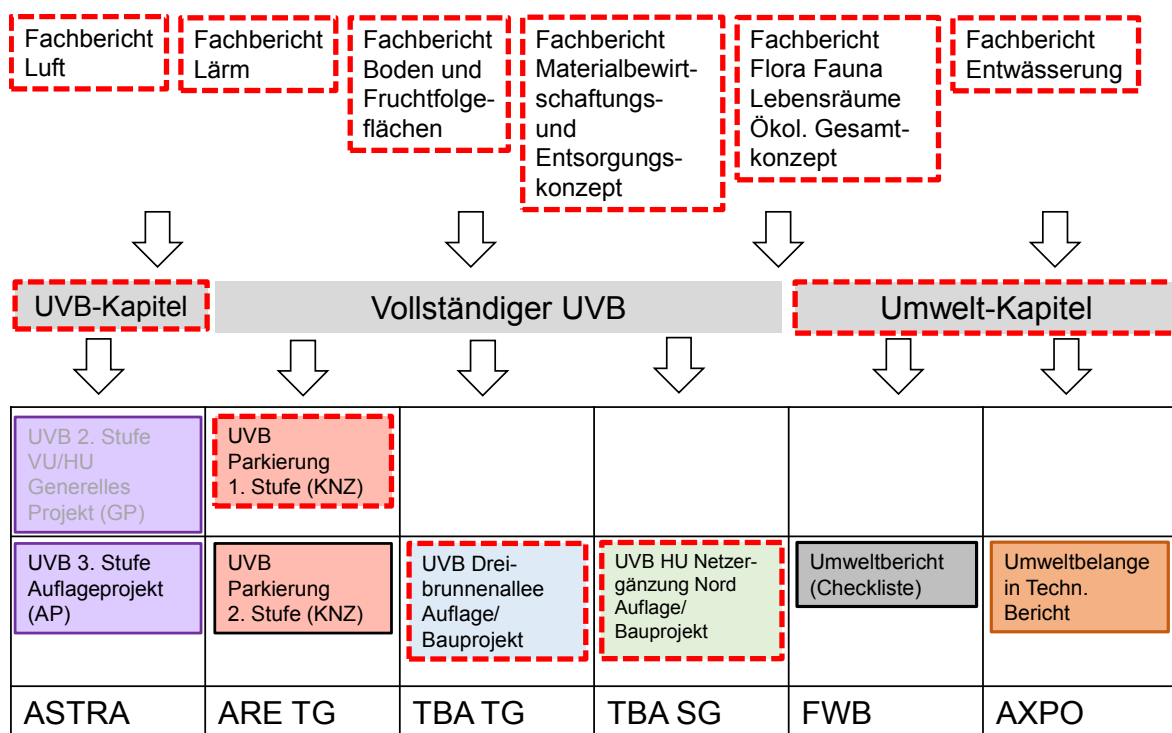 Fachbericht
Luft
Fachbericht
Lärm
Fachbericht
Boden und
Fruchtfolge-
flächen
Fachbericht
Materialbewirt-
schaftungs-
und
Entsorgungs-
konzept
Fachbericht
Flora Fauna
Lebensräume
Ökol. Gesamt-
konzept
Fachbericht
Entwässerung
UVB-Kapitel
Vollständiger UVB
Umwelt-Kapitel
UVB 2. Stufe
VU/HU
Generelles
Projekt (GP)
UVB
Parkierung
1. Stufe (KNZ)
UVB 3. Stufe
Auflageprojekt
(AP)
UVB
Parkierung
2. Stufe (KNZ)
UVB Drei-
brunnenallee
Auflage/
Bauprojekt
UVB HU Netzer-
gänzung Nord
Auflage/
Bauprojekt
Umweltbericht
(Checkliste)
Umweltbelange
in Techn.
Bericht
ASTRA
ARE TG
TBA TG
TBA SG
FWB
AXPO